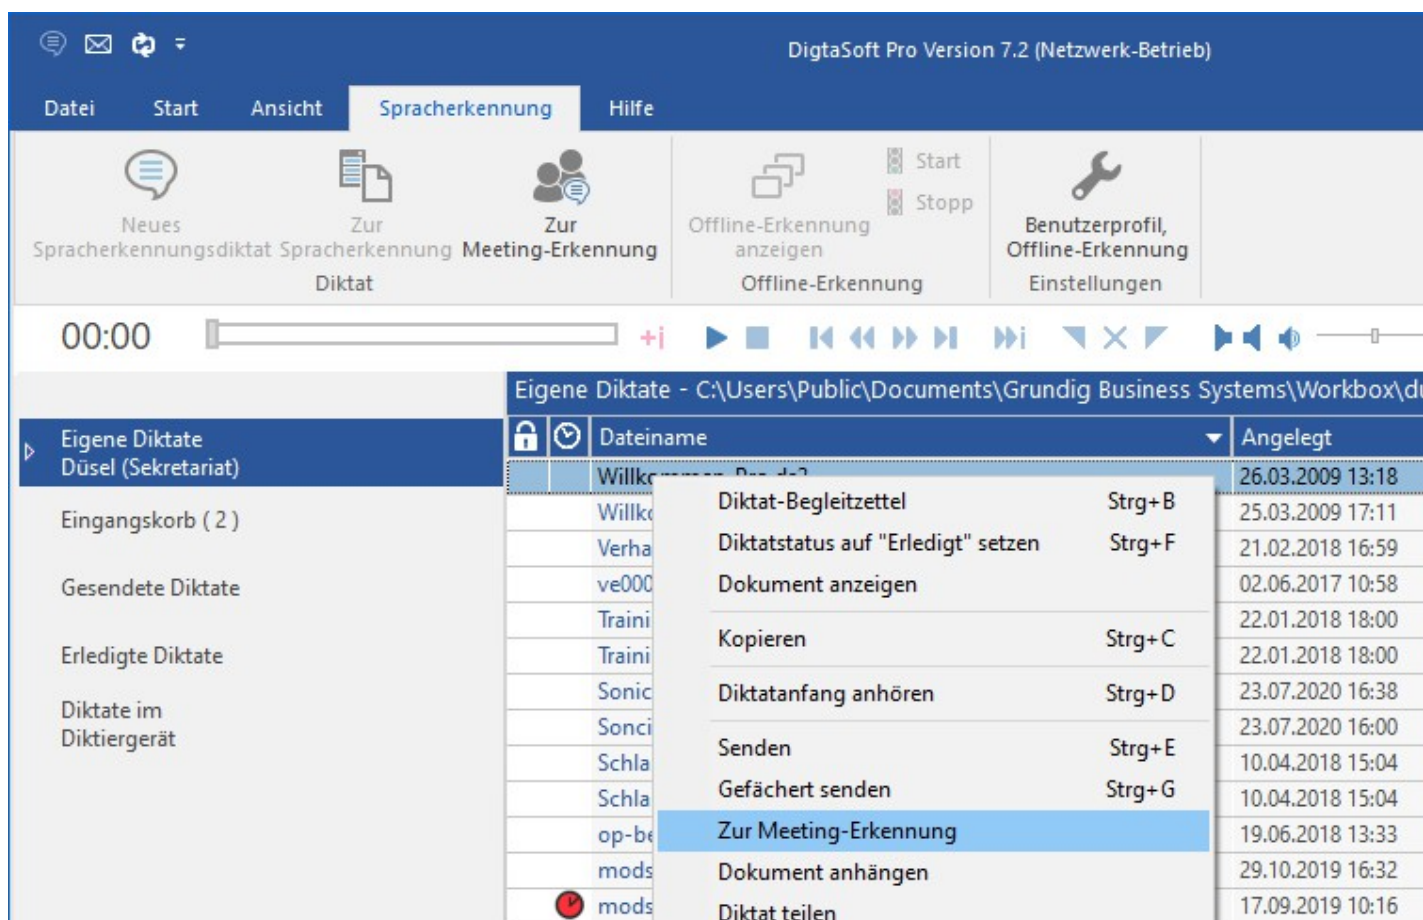 DigtaSoft Pro Version 7.2 (Netzwerk-Betrieb)
Datei Start Ansicht Spracherkennung Hilfe
Neues
Spracherkennungsdiktat
Zur
Spracherkennung
Zur
Meeting-Erkennung
Diktat
Offline-Erkennung
anzeigen
Start
Stopp
Offline-Erkennung
Benutzerprofil,
Offline-Erkennung
Einstellungen
00:00
+i
Eigene Diktate
Düsel (Sekretariat)
Eingangskorb ( 2 )
Gesendete Diktate
Erledigte Diktate
Diktate im
Diktiergerät
Eigene Diktate - C:\Users\Public\Documents\Grundig Business Systems\Workbox\d
Dateiname Angelegt
26.03.2009 13:18
Willk 25.03.2009 17:11
Verha 21.02.2018 16:59
ve000 02.06.2017 10:58
Traini 22.01.2018 18:00
Traini 22.01.2018 18:00
Sonic 23.07.2020 16:38
Sonci 23.07.2020 16:00
Schla 10.04.2018 15:04
Schla 10.04.2018 15:04
op-be 19.06.2018 13:33
mods 29.10.2019 16:32
mods 17.09.2019 10:16
Diktat-Begleitzettel Strg+B
Diktatstatus auf "Erledigt" setzen Strg+F
Dokument anzeigen
Kopieren Strg+C
Diktatanfang anhören Strg+D
Senden Strg+E
Gefächert senden Strg+G
Zur Meeting-Erkennung
Dokument anhängen
Diktat teilen